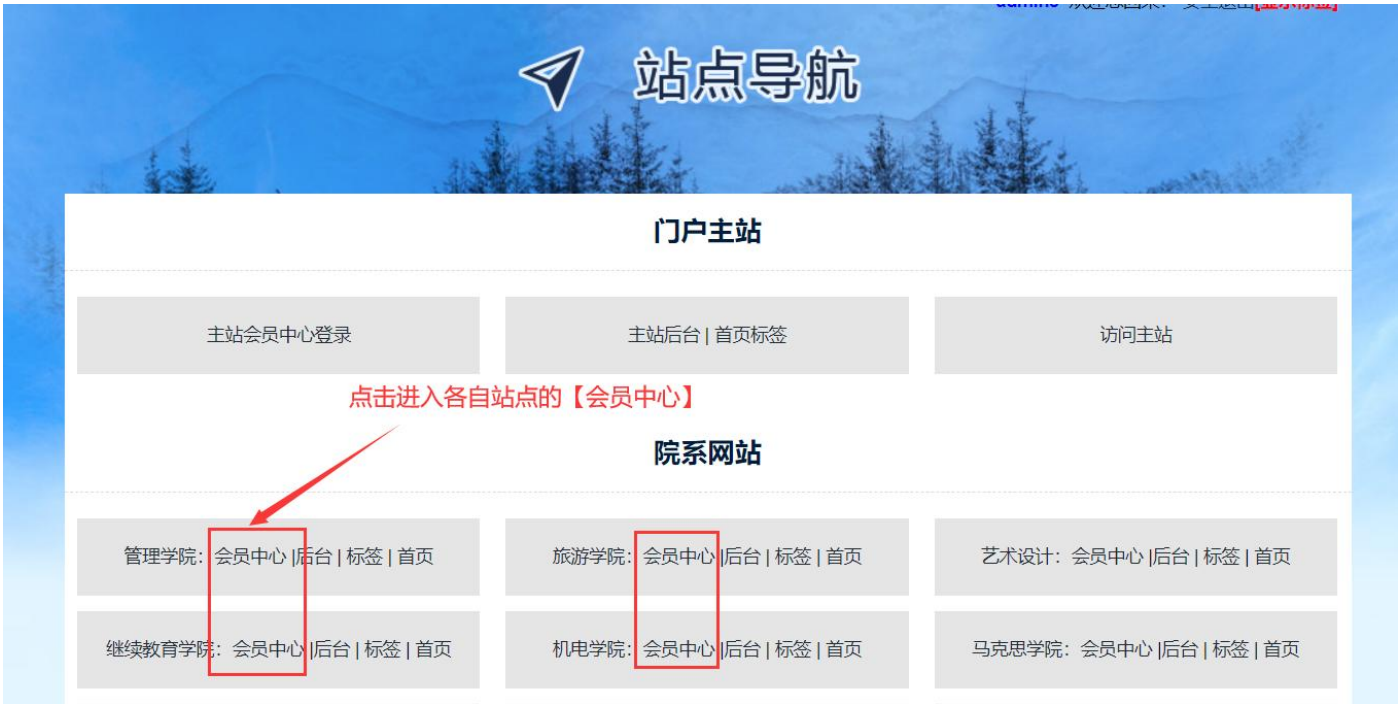 站点导航
门户主站
主站会员中心登录
主站后台 | 首页标签
访问主站
点击进入各自站点的【会员中心】
院系网站
管理学院：会员中心 |后台 | 标签 | 首页
旅游学院：会员中心 |后台 | 标签 | 首页
艺术设计：会员中心 |后台 | 标签 | 首页
继续教育学院：会员中心 |后台 | 标签 | 首页
机电学院：会员中心 |后台 | 标签 | 首页
马克思学院：会员中心 |后台 | 标签 | 首页